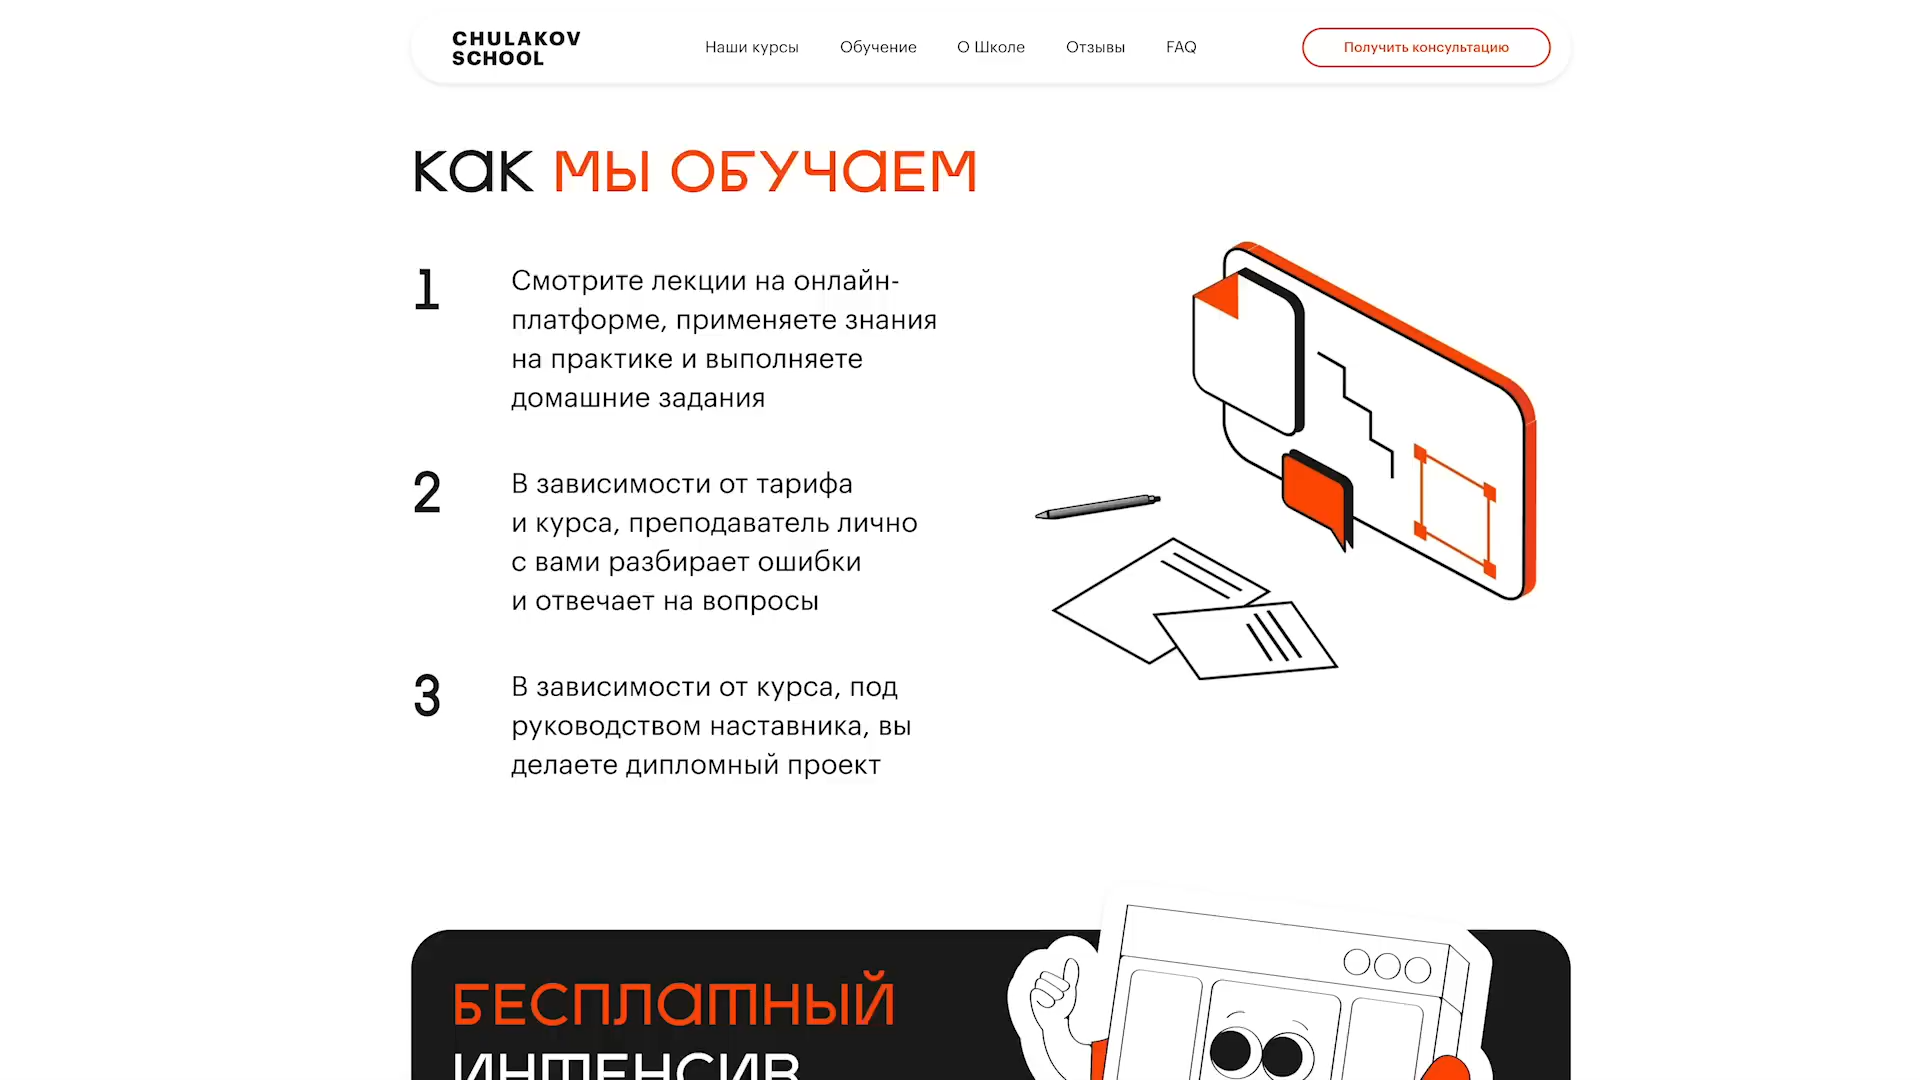 CHULAKOV
SCHOOL
Наши курсы
Обучение
О Школе
Отзывы
FAQ
Получить консультацию
как мы обучаем
1
Смотрите лекции на онлайн-
платформе, применяете знания
на практике и выполняете
домашние задания
2
В зависимости от тарифа
и курса, преподаватель лично
с вами разбирает ошибки
и отвечает на вопросы
3
В зависимости от курса, под
руководством наставника, вы
делаете дипломный проект
БЕСПЛАТНЫЙ
ИНТЕНСИВ